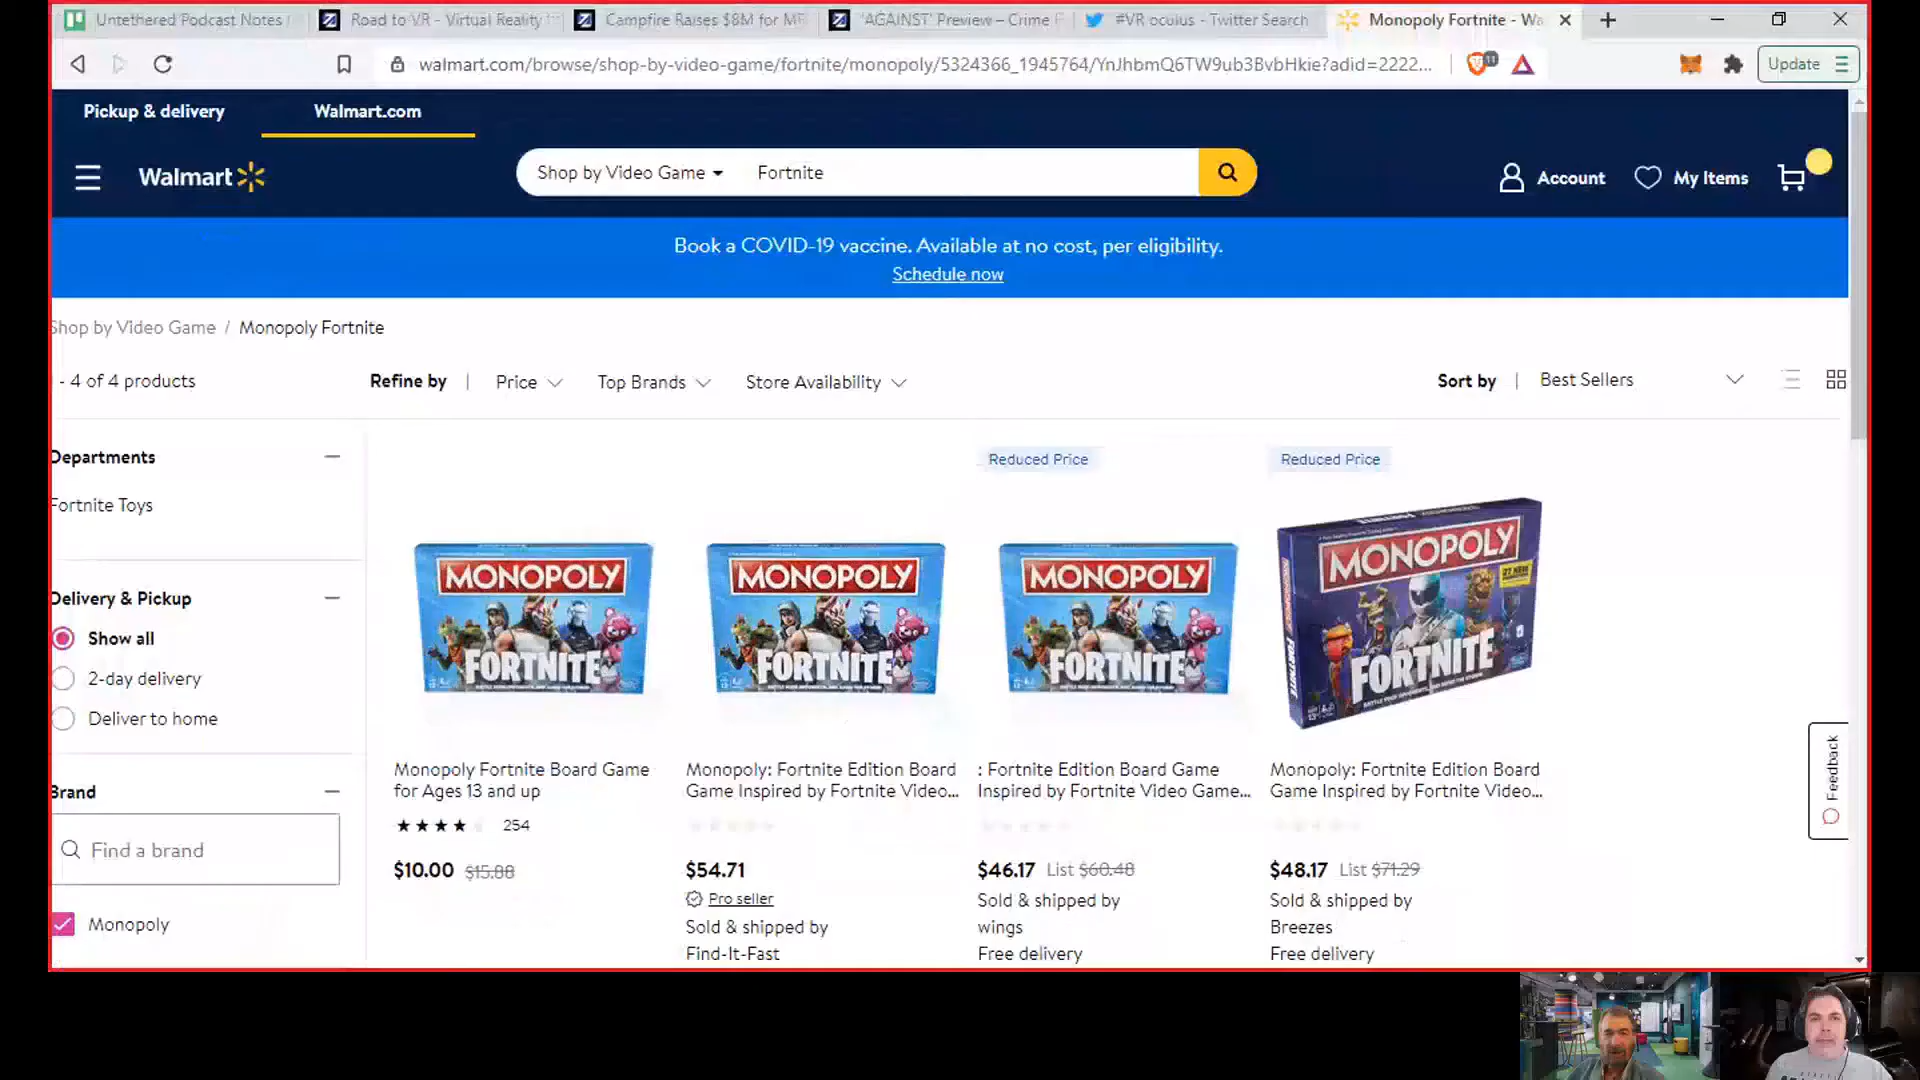 Untethered Podcast Notes
Road to VR - Virtual Reality
Campfire Raises $8M for MR
'AGAINST' Preview – Crime F
#VR oculus - Twitter Search
Monopoly Fortnite - Wa
walmart.com/browse/shop-by-video-game/fortnite/monopoly/5324366_1945764/YnJhbmQ6TW9ub3BvbHkie?adid=2222...
11
Update
Pickup & delivery
Walmart.com
Walmart
Shop by Video Game
Fortnite
Account
My Items
Book a COVID-19 vaccine. Available at no cost, per eligibility.
Schedule now
Shop by Video Game / Monopoly Fortnite
- 4 of 4 products
Refine by | Price Top Brands Store Availability
Sort by | Best Sellers
Departments
Fortnite Toys
Delivery & Pickup
Show all
2-day delivery
Deliver to home
Brand
Find a brand
Monopoly
MONOPOLY
FORTNITE
Monopoly Fortnite Board Game
for Ages 13 and up
254
$10.00 $15.88
MONOPOLY
FORTNITE
Monopoly: Fortnite Edition Board
Game Inspired by Fortnite Video...
$54.71
Pro seller
Sold & shipped by
Find-It-Fast
Reduced Price
MONOPOLY
FORTNITE
: Fortnite Edition Board Game
Inspired by Fortnite Video Game...
$46.17 List $60.48
Sold & shipped by
wings
Free delivery
Reduced Price
MONOPOLY
FORTNITE
Monopoly: Fortnite Edition Board
Game Inspired by Fortnite Video...
$48.17 List $71.29
Sold & shipped by
Breezes
Free delivery
Feedback